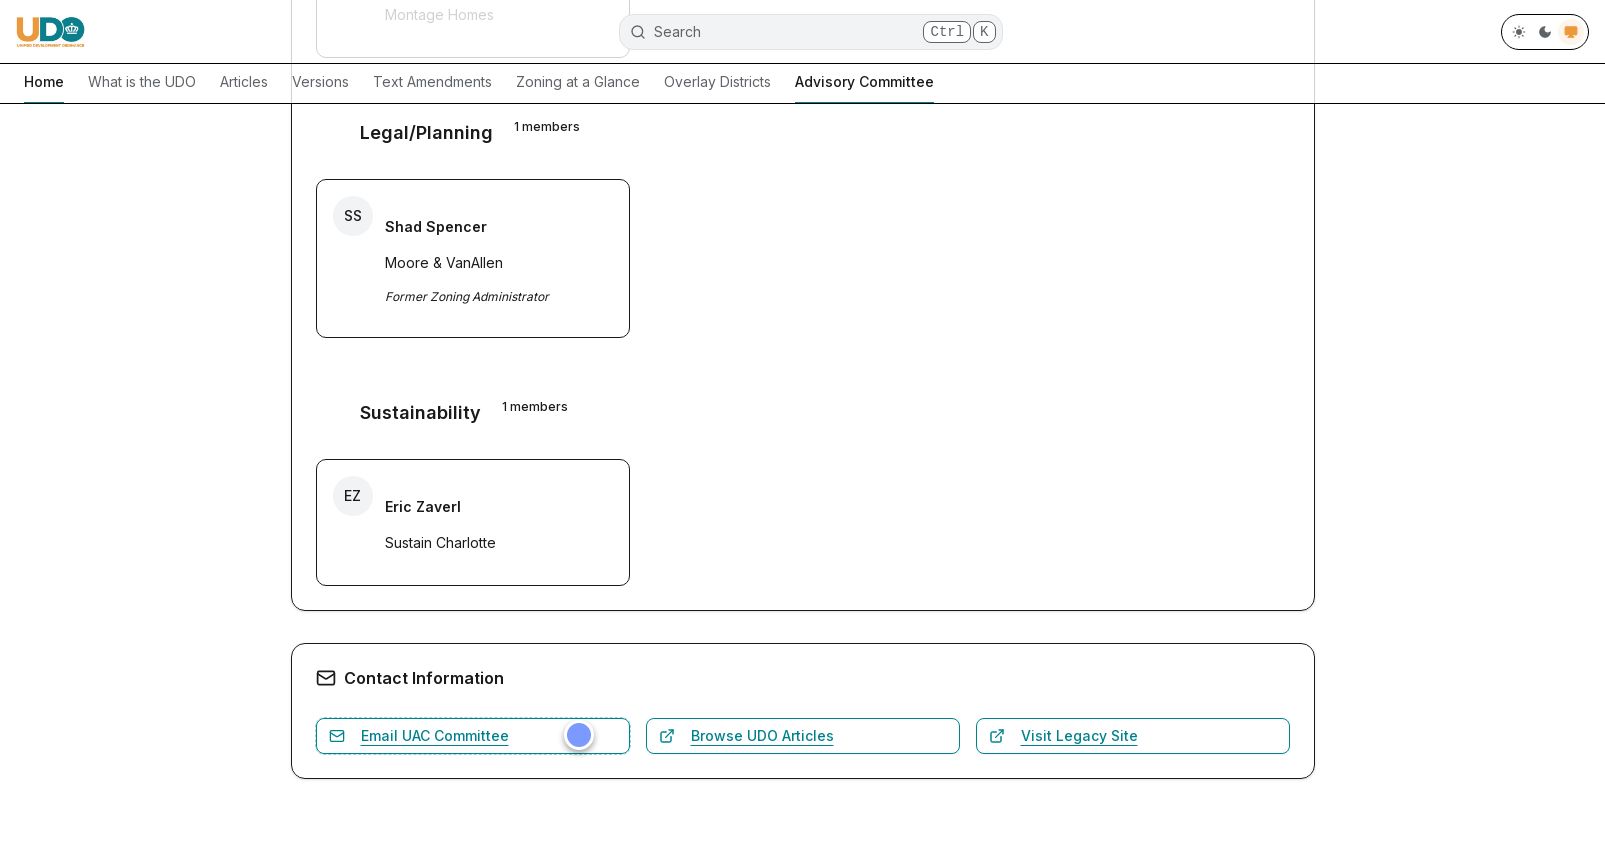 Montage Homes
UDO
UNIFIED DEVELOPMENT ORDINANCE
Search
Ctrl K
Home What is the UDO Articles Versions Text Amendments Zoning at a Glance Overlay Districts Advisory Committee
Legal/Planning 1 members
SS
Shad Spencer
Moore & VanAllen
Former Zoning Administrator
Sustainability 1 members
EZ
Eric Zaverl
Sustain Charlotte
Contact Information
Email UAC Committee Browse UDO Articles Visit Legacy Site